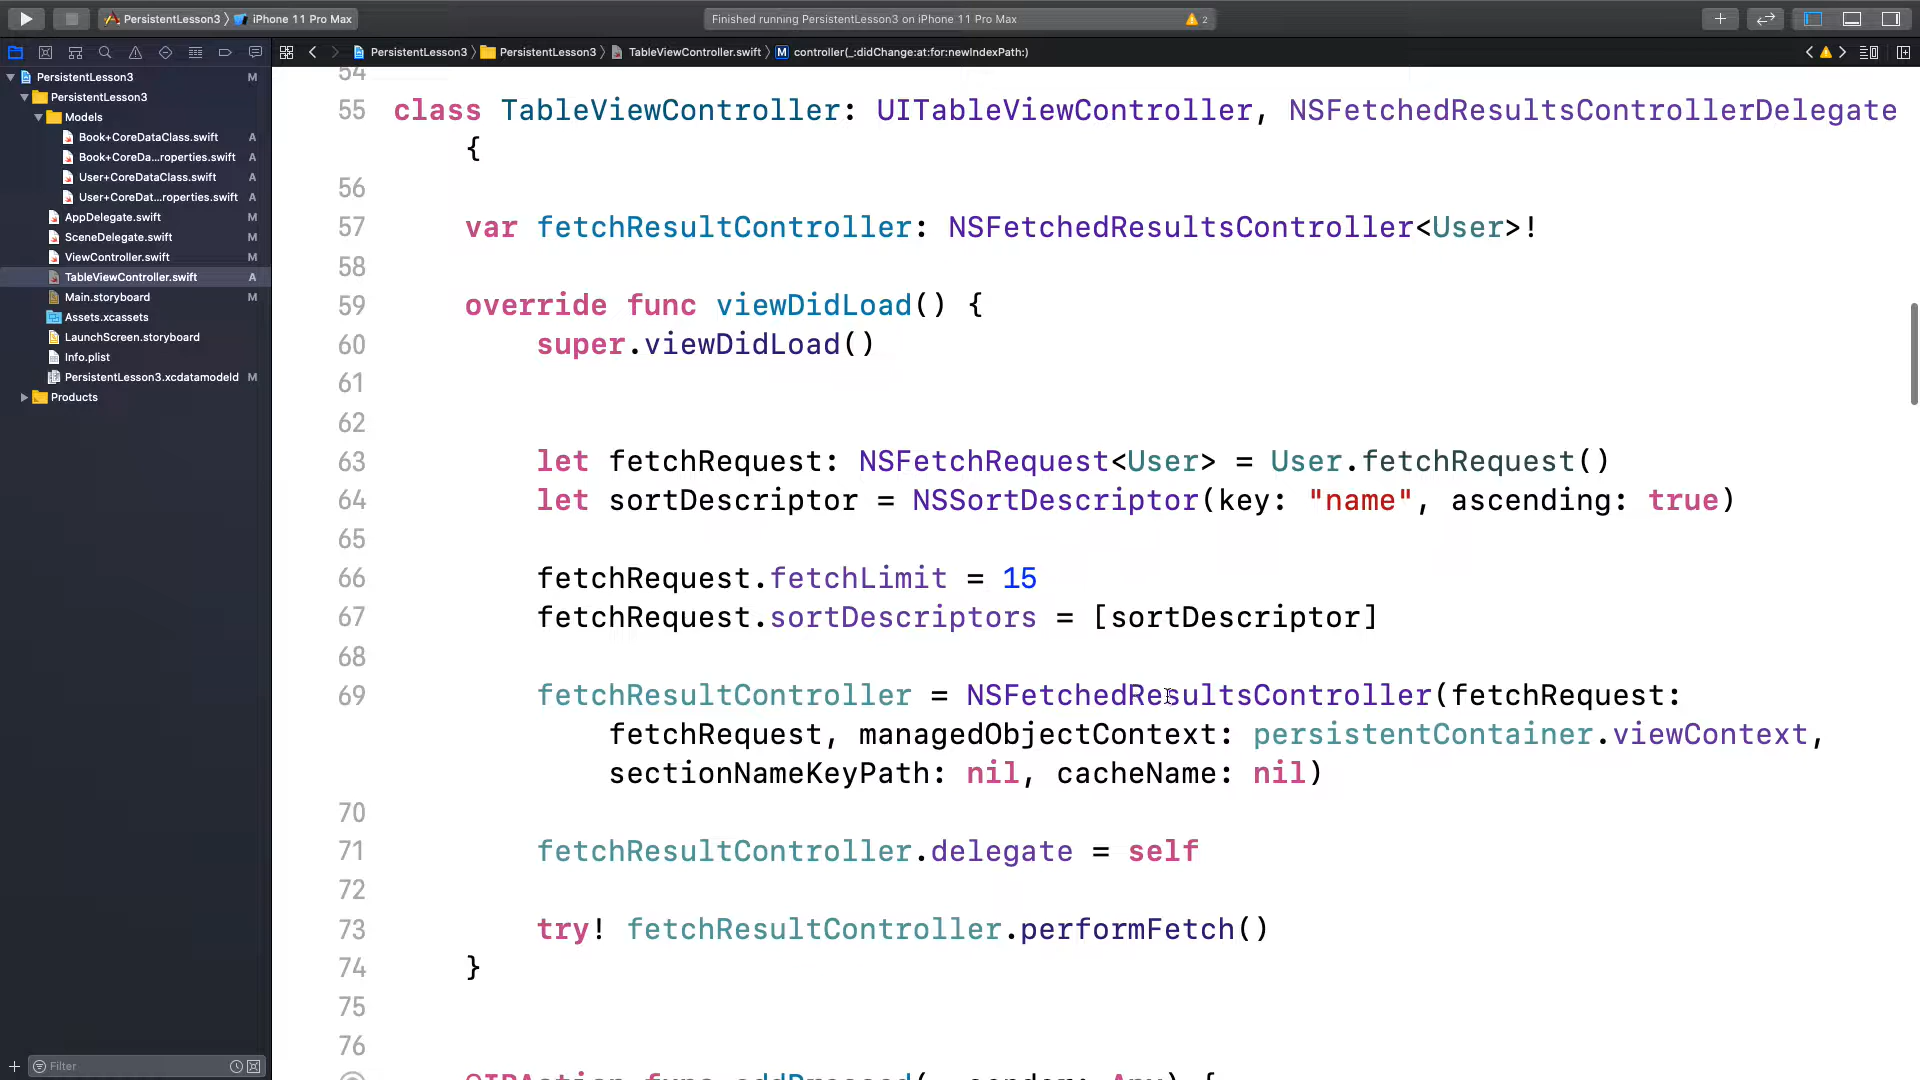 PersistentLesson3 〉 iPhone 11 Pro Max
Finished running PersistentLesson3 on iPhone 11 Pro Max
2
PersistentLesson3 〉 PersistentLesson3 〉 TableViewController.swift 〉 M controller(_:didChange:at:for:newIndexPath:)
PersistentLesson3 M
PersistentLesson3
Models
Book+CoreDataClass.swift A
Book+CoreDa...roperties.swift A
User+CoreDataClass.swift A
User+CoreDat...roperties.swift A
AppDelegate.swift M
SceneDelegate.swift M
ViewController.swift M
TableViewController.swift A
Main.storyboard M
Assets.xcassets
LaunchScreen.storyboard
Info.plist
PersistentLesson3.xcdatamodeld M
Products
Filter
54
55 class TableViewController: UITableViewController, NSFetchedResultsControllerDelegate
{
56
57 var fetchResultController: NSFetchedResultsController<User>!
58
59 override func viewDidLoad() {
60 super.viewDidLoad()
61
62
63 let fetchRequest: NSFetchRequest<User> = User.fetchRequest()
64 let sortDescriptor = NSSortDescriptor(key: "name", ascending: true)
65
66 fetchRequest.fetchLimit = 15
67 fetchRequest.sortDescriptors = [sortDescriptor]
68
69 fetchResultController = NSFetchedResultsController(fetchRequest:
fetchRequest, managedObjectContext: persistentContainer.viewContext,
sectionNameKeyPath: nil, cacheName: nil)
70
71 fetchResultController.delegate = self
72
73 try! fetchResultController.performFetch()
74 }
75
76
@IBAction func addPressed(_ sender: Any) {